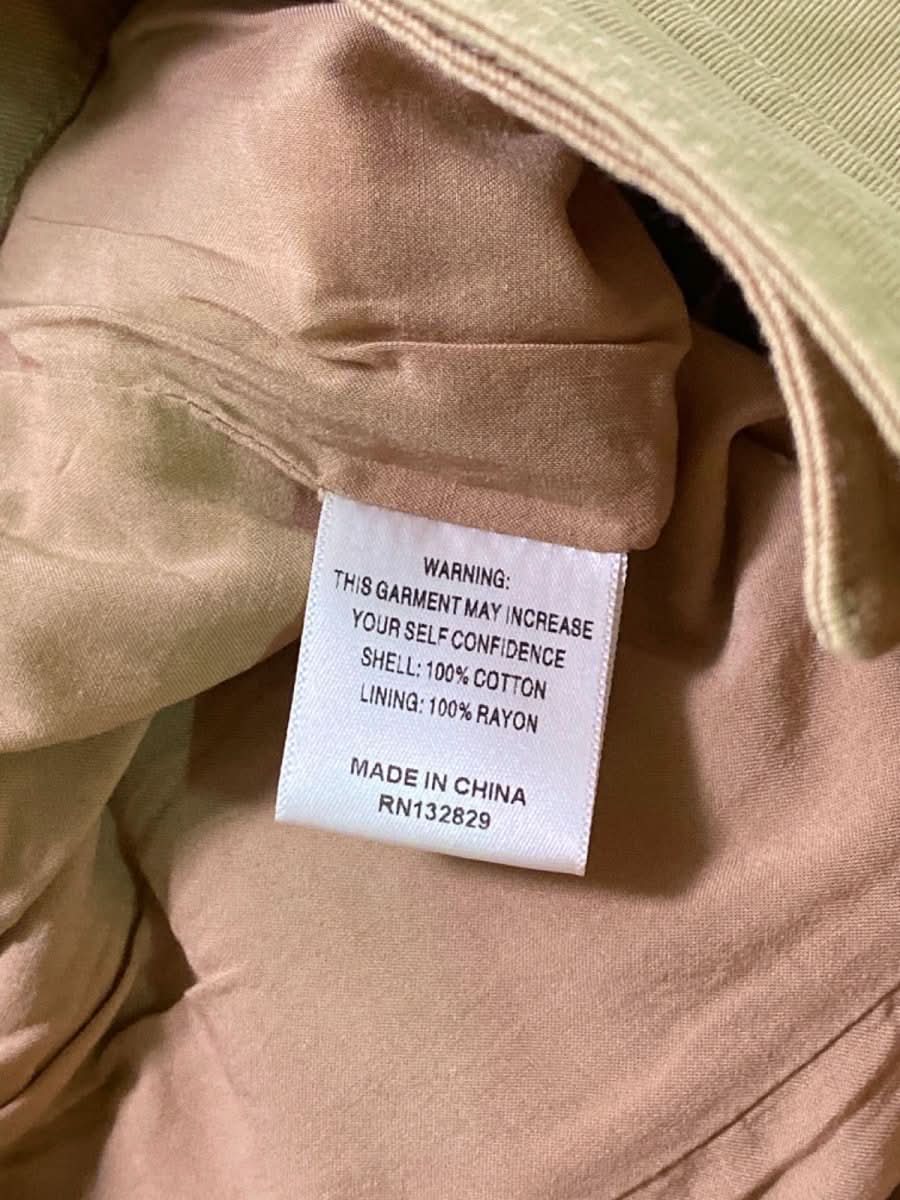 WARNING:
THIS GARMENT MAY INCREASE
YOUR SELF CONFIDENCE
SHELL: 100% COTTON
LINING: 100% RAYON
MADE IN CHINA
RN132829